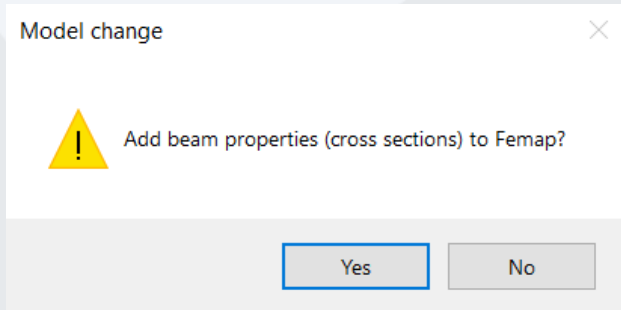 Model change
Add beam properties (cross sections) to Femap?
Yes
No